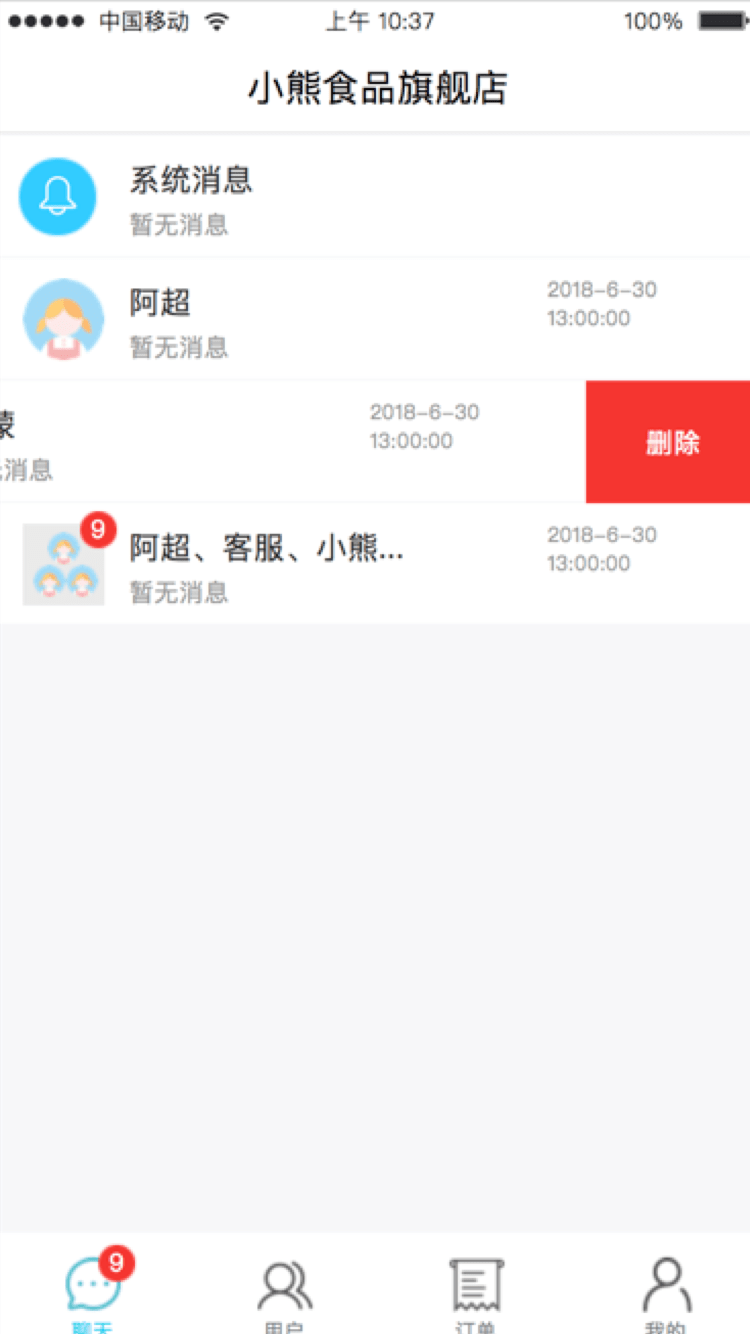 中国移动 上午 10:37 100%
小熊食品旗舰店
系统消息
暂无消息
阿超
2018-6-30
13:00:00
暂无消息
蒙
2018-6-30
13:00:00
消息
删除
9
阿超、客服、小熊...
2018-6-30
13:00:00
暂无消息
9
聊天 用户 订单 我的